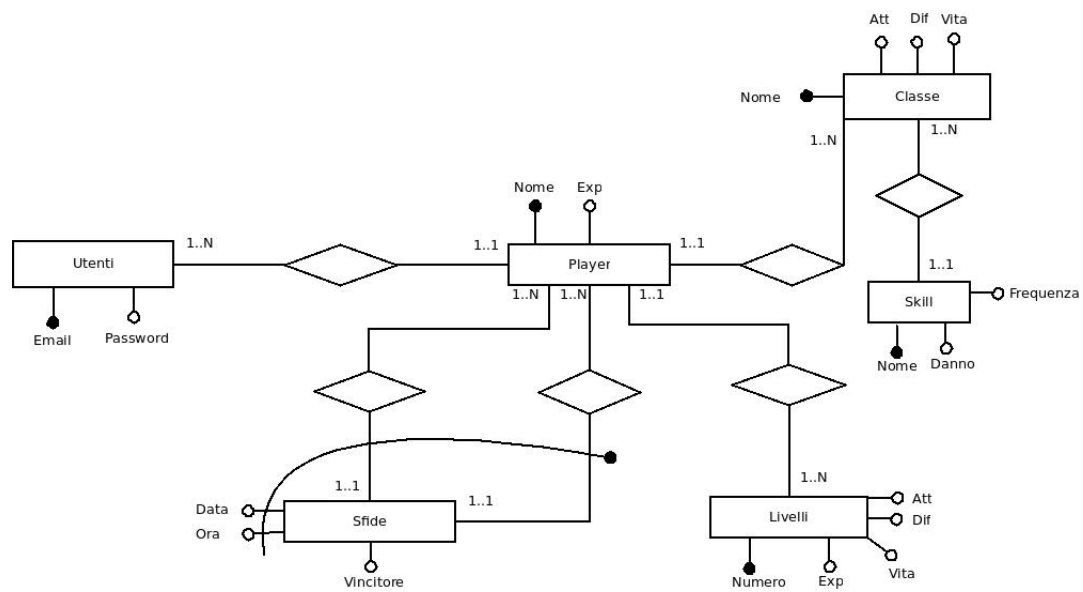 Att Dif Vita
Nome Classe
1..N 1..N
Nome Exp
1..N 1..1 1..1
Utenti Player 1..1
1..N 1..N 1..1 Skill Frequenza
Email Password Nome Danno
1..1 1..1 1..N
Data Att
Sfide Livelli Dif
Ora
Vincitore Numero Exp Vita